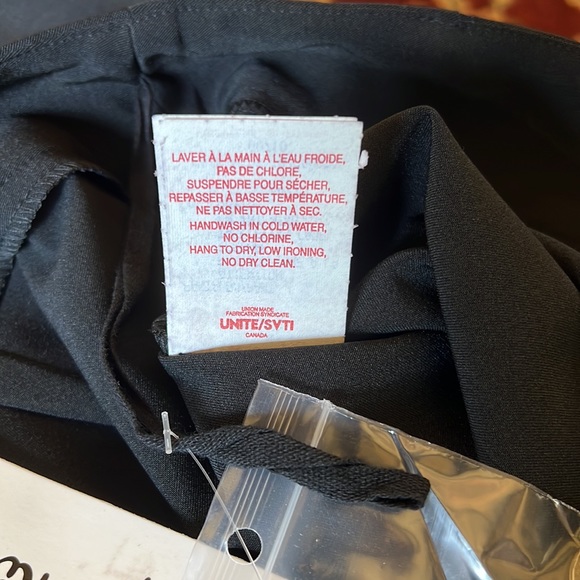 LAVER À LA MAIN À L'EAU FROIDE,
PAS DE CHLORE,
SUSPENDRE POUR SÉCHER,
REPASSER À BASSE TEMPÉRATURE,
NE PAS NETTOYER À SEC.
HANDWASH IN COLD WATER,
NO CHLORINE,
HANG TO DRY, LOW IRONING,
NO DRY CLEAN.
UNION MADE
FABRICATION SYNDICATE
UNITE/SVTI
CANADA